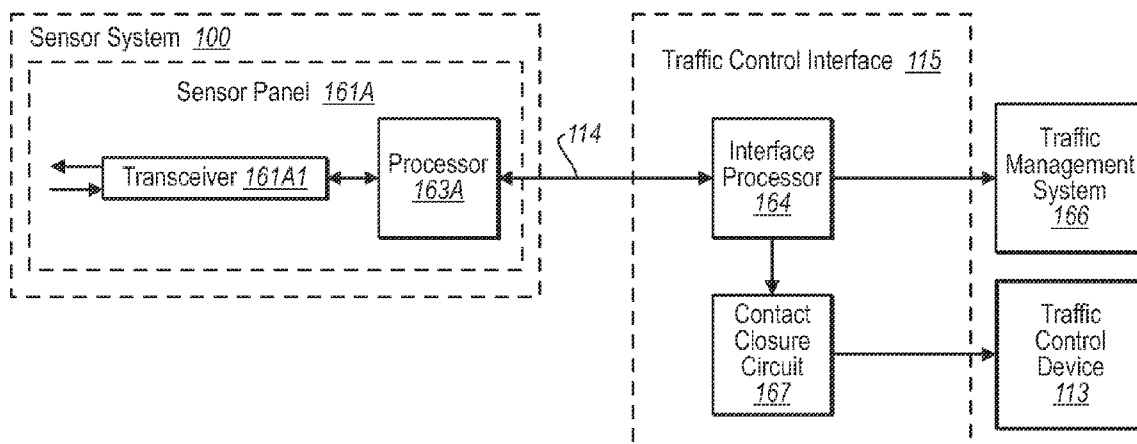 Sensor System 100
Sensor Panel 161A
Transceiver 161A1
Processor
163A
114
Traffic Control Interface 115
Interface
Processor
164
Contact
Closure
Circuit
167
Traffic
Management
System
166
Traffic
Control
Device
113